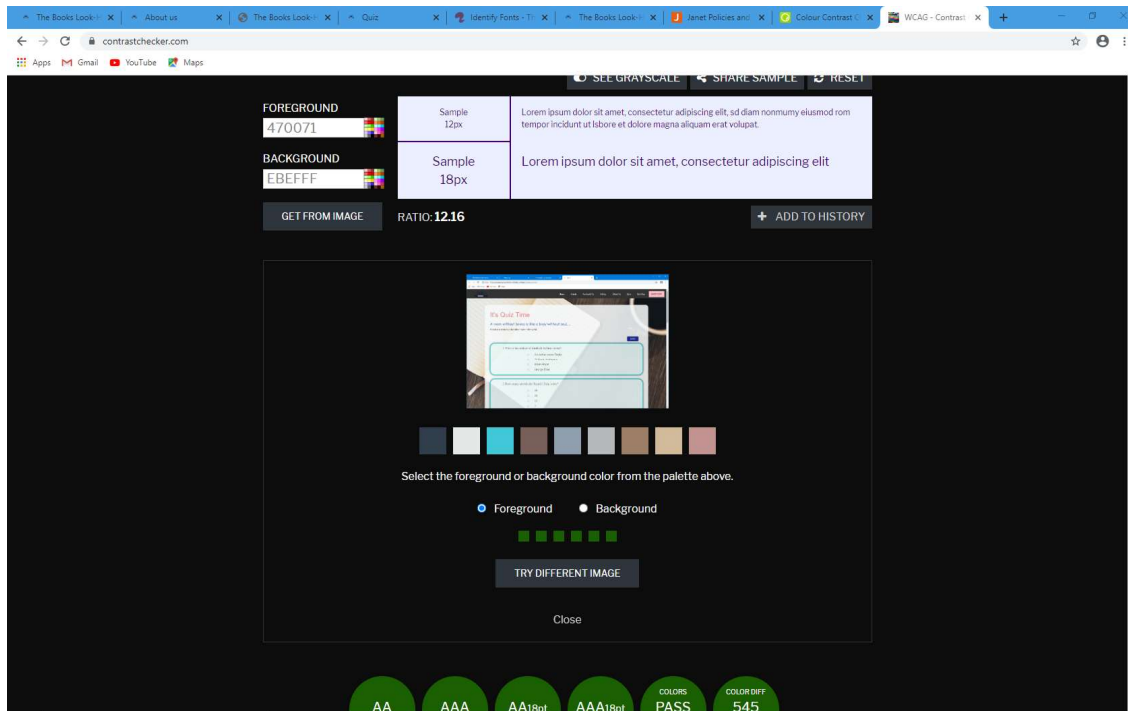 The Books Look-I
About us
The Books Look-I
Quiz
Identify Fonts - Th
The Books Look-I
Janet Policies and
Colour Contrast C
WCAG - Contrast
contrastchecker.com
Apps Gmail YouTube Maps
SEE GRAYSCALE SHARE SAMPLE RESET
FOREGROUND
470071
BACKGROUND
EBEFFF
GET FROM IMAGE
Sample
12px
Lorem ipsum dolor sit amet, consectetur adipiscing elit, sd diam nonmumy eiusmod rom
tempor incidunt ut lsbore et dolore magna aliquam erat volupat.
Sample
18px
Lorem ipsum dolor sit amet, consectetur adipiscing elit
RATIO: 12.16
+ ADD TO HISTORY
It's Quiz Time
Select the foreground or background color from the palette above.
Foreground Background
TRY DIFFERENT IMAGE
Close
AA
AAA
AA18pt
AAA18pt
COLORS
PASS
COLOR DIFF
545